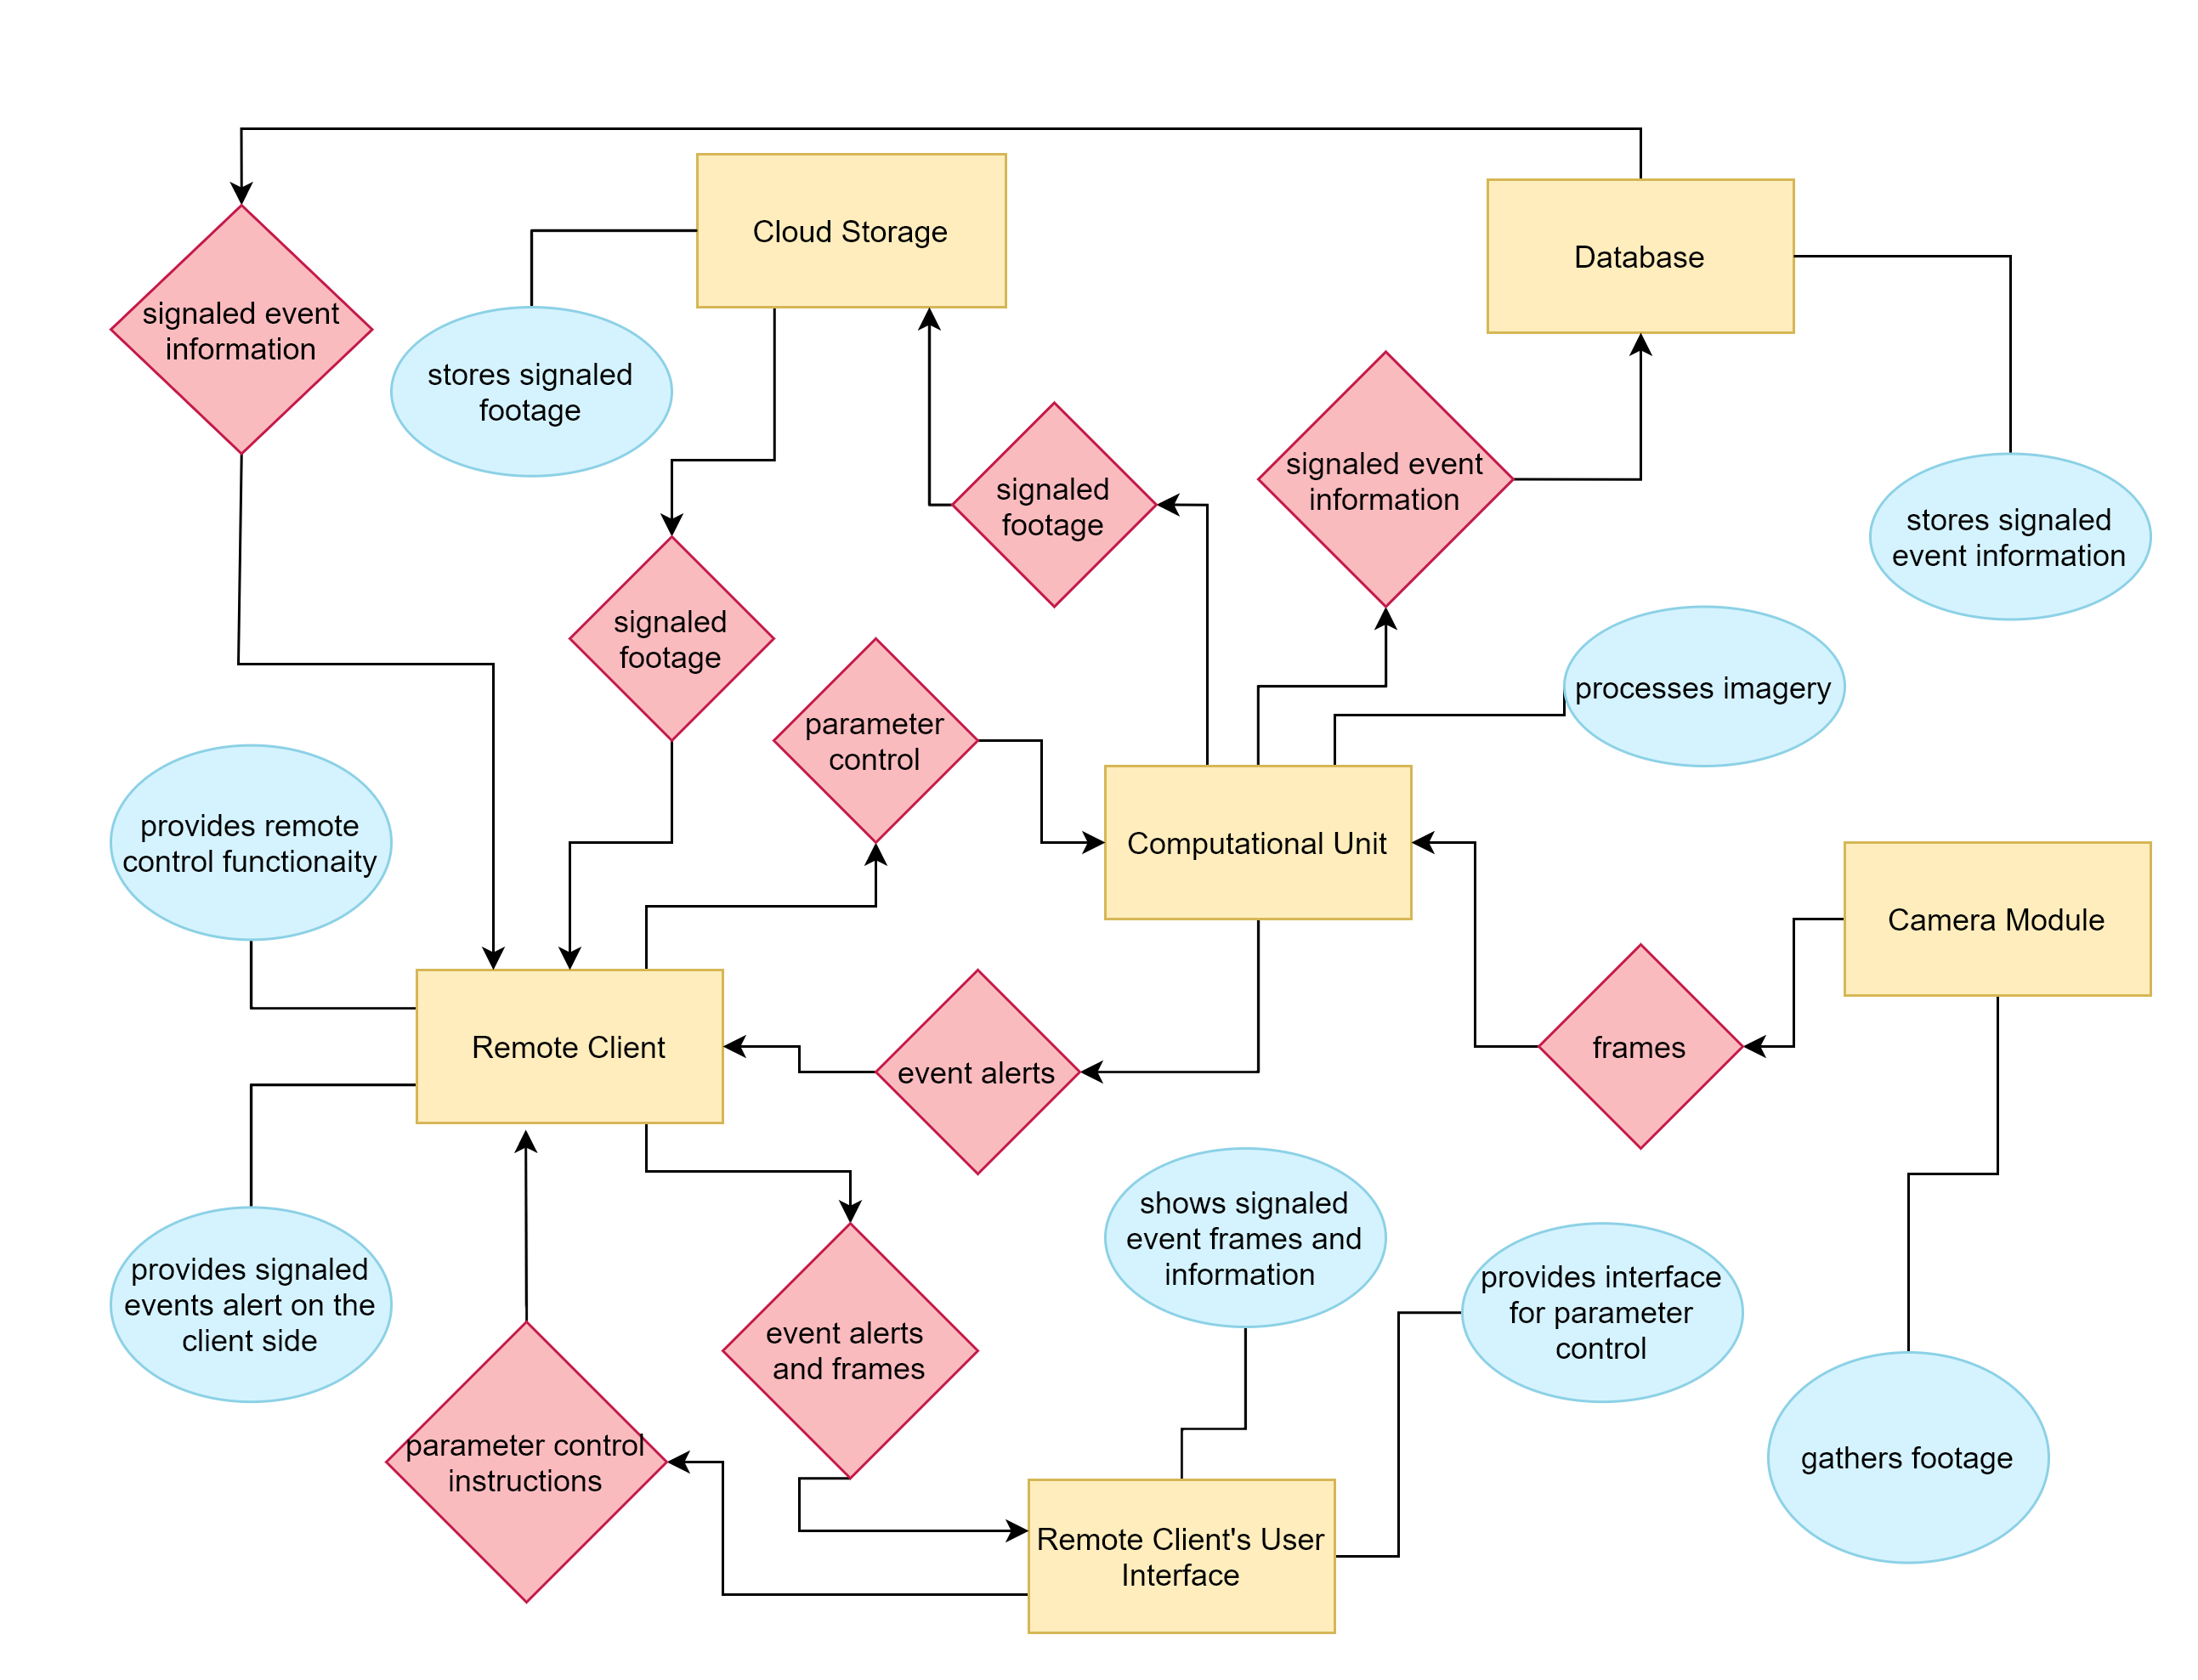 Cloud Storage
Database
signaled event
information
stores signaled
footage
signaled event
information
signaled
footage
stores signaled
event information
signaled
footage
processes imagery
parameter
control
provides remote
control functionaity
Computational Unit
Camera Module
Remote Client
event alerts
frames
shows signaled
event frames and
information
provides signaled
events alert on the
client side
provides interface
for parameter
control
event alerts
and frames
parameter control
instructions
gathers footage
Remote Client's User
Interface